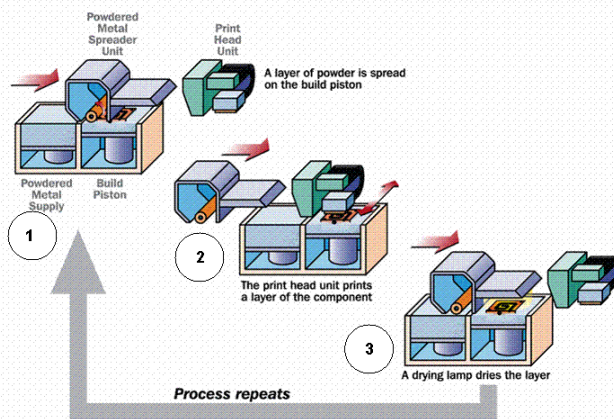 Powdered
Metal
Spreader
Unit
Print
Head
Unit
A layer of powder is spread
on the build piston
Powdered
Metal
Supply
Build
Piston
1
2
The print head unit prints
a layer of the component
3
A drying lamp dries the layer
Process repeats